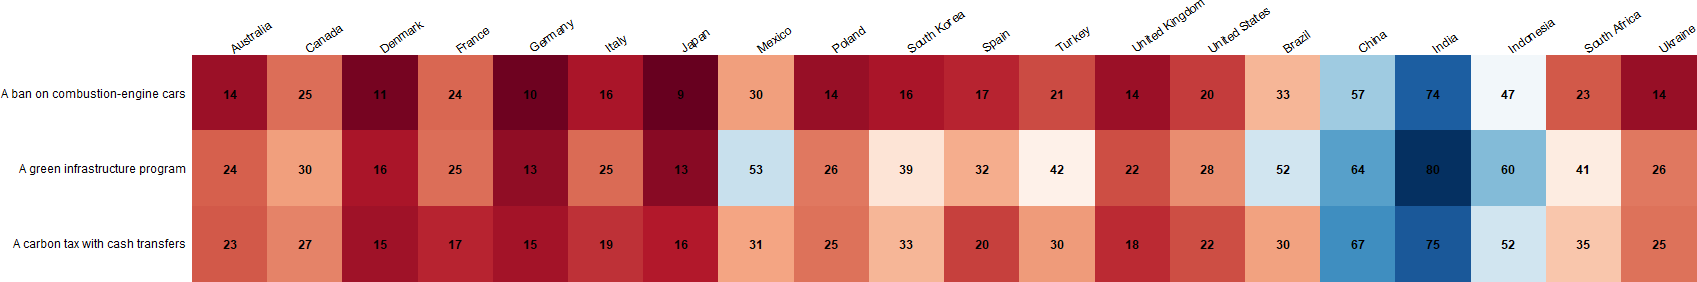 Australia Canada Denmark France Germany Italy Japan Mexico Poland South Korea Spain Turkey United Kingdom United States Brazil China India Indonesia South Africa Ukraine
A ban on combustion-engine cars 14 25 11 24 10 16 9 30 14 16 17 21 14 20 33 57 74 47 23 14
A green infrastructure program 24 30 16 25 13 25 13 53 26 39 32 42 22 28 52 64 80 60 41 26
A carbon tax with cash transfers 23 27 15 17 15 19 16 31 25 33 20 30 18 22 30 67 75 52 35 25